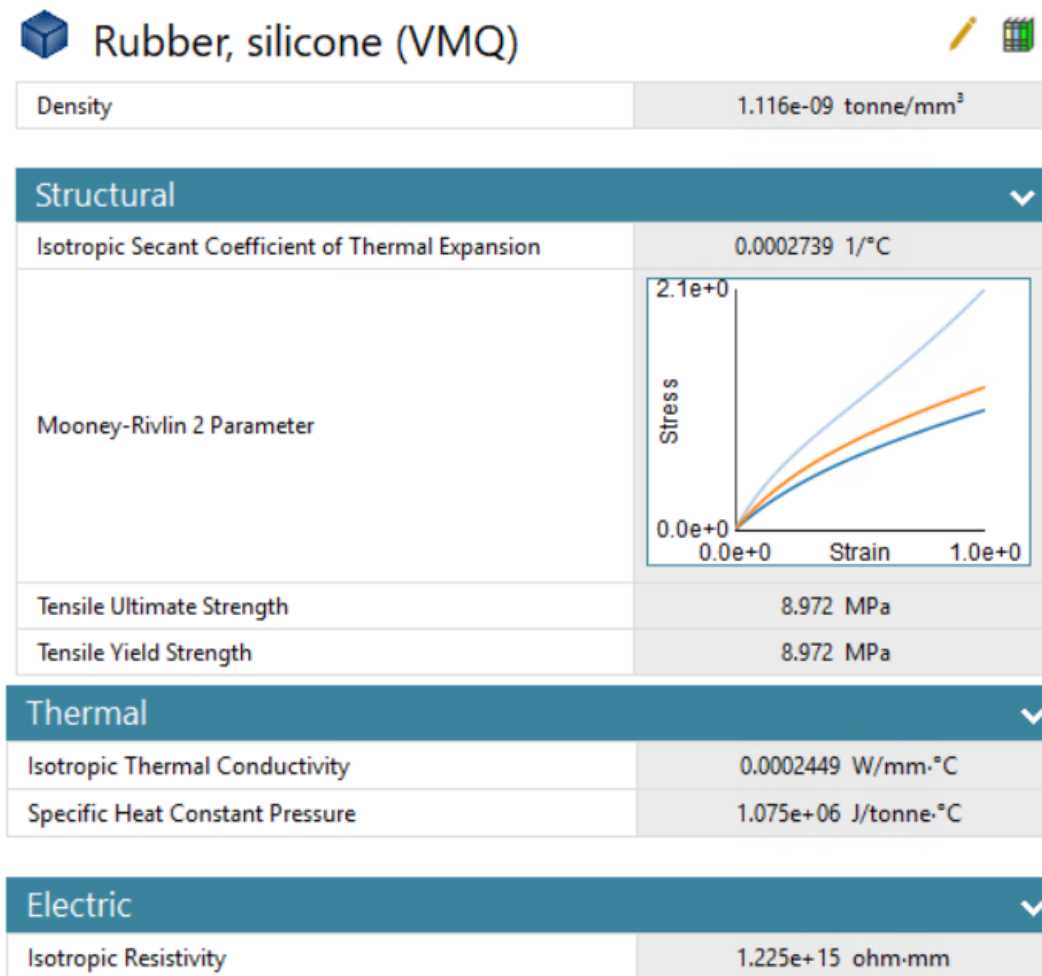 Rubber, silicone (VMQ)
Density 1.116e-09 tonne/mm³
Structural
Isotropic Secant Coefficient of Thermal Expansion 0.0002739 1/°C
Mooney-Rivlin 2 Parameter
2.1e+0
Stress
0.0e+0
0.0e+0 Strain 1.0e+0
Tensile Ultimate Strength 8.972 MPa
Tensile Yield Strength 8.972 MPa
Thermal
Isotropic Thermal Conductivity 0.0002449 W/mm·°C
Specific Heat Constant Pressure 1.075e+06 J/tonne·°C
Electric
Isotropic Resistivity 1.225e+15 ohm·mm